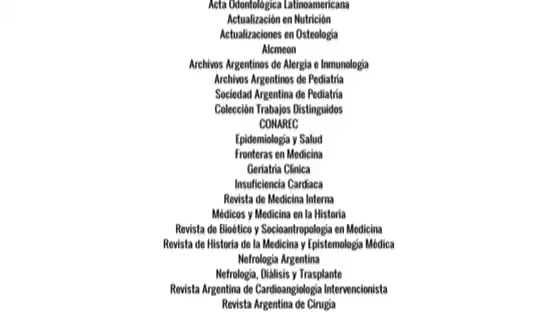 Acta Odontológica Latinoamericana
Actualización en Nutrición
Actualizaciones en Osteología
Alcmeon
Archivos Argentinos de Alergia e Inmunología
Archivos Argentinos de Pediatría
Sociedad Argentina de Pediatría
Colección Trabajos Distinguidos
CONAREC
Epidemiología y Salud
Fronteras en Medicina
Geriatría Clínica
Insuficiencia Cardíaca
Revista de Medicina Interna
Médicos y Medicina en la Historia
Revista de Bioético y Socioantropología en Medicina
Revista de Historia de la Medicina y Epistemología Médica
Nefrología Argentina
Nefrología, Diálisis y Trasplante
Revista Argentina de Cardioangiología Intervencionista
Revista Argentina de Cirugía